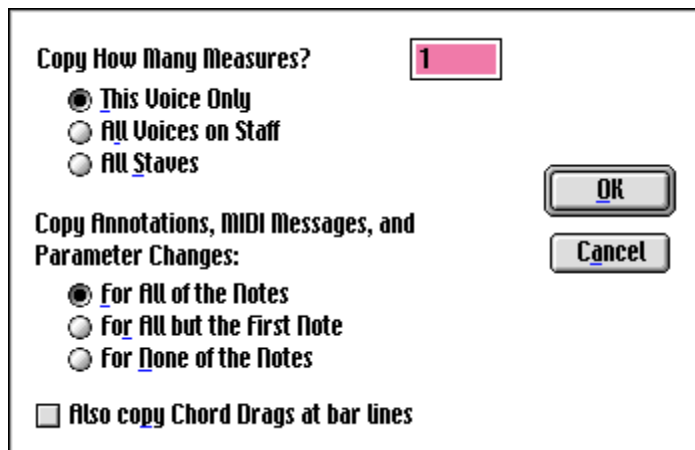 Copy How Many Measures? 1
This Voice Only
All Voices on Staff
All Staves
OK
Copy Annotations, MIDI Messages, and
Parameter Changes:
Cancel
For All of the Notes
For All but the First Note
For None of the Notes
Also copy Chord Drags at bar lines